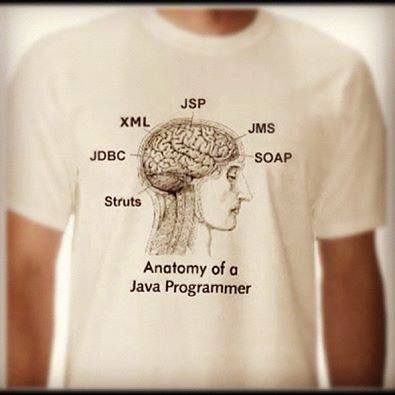 JSP
XML
JMS
JDBC
SOAP
Struts
Anatomy of a
Java Programmer